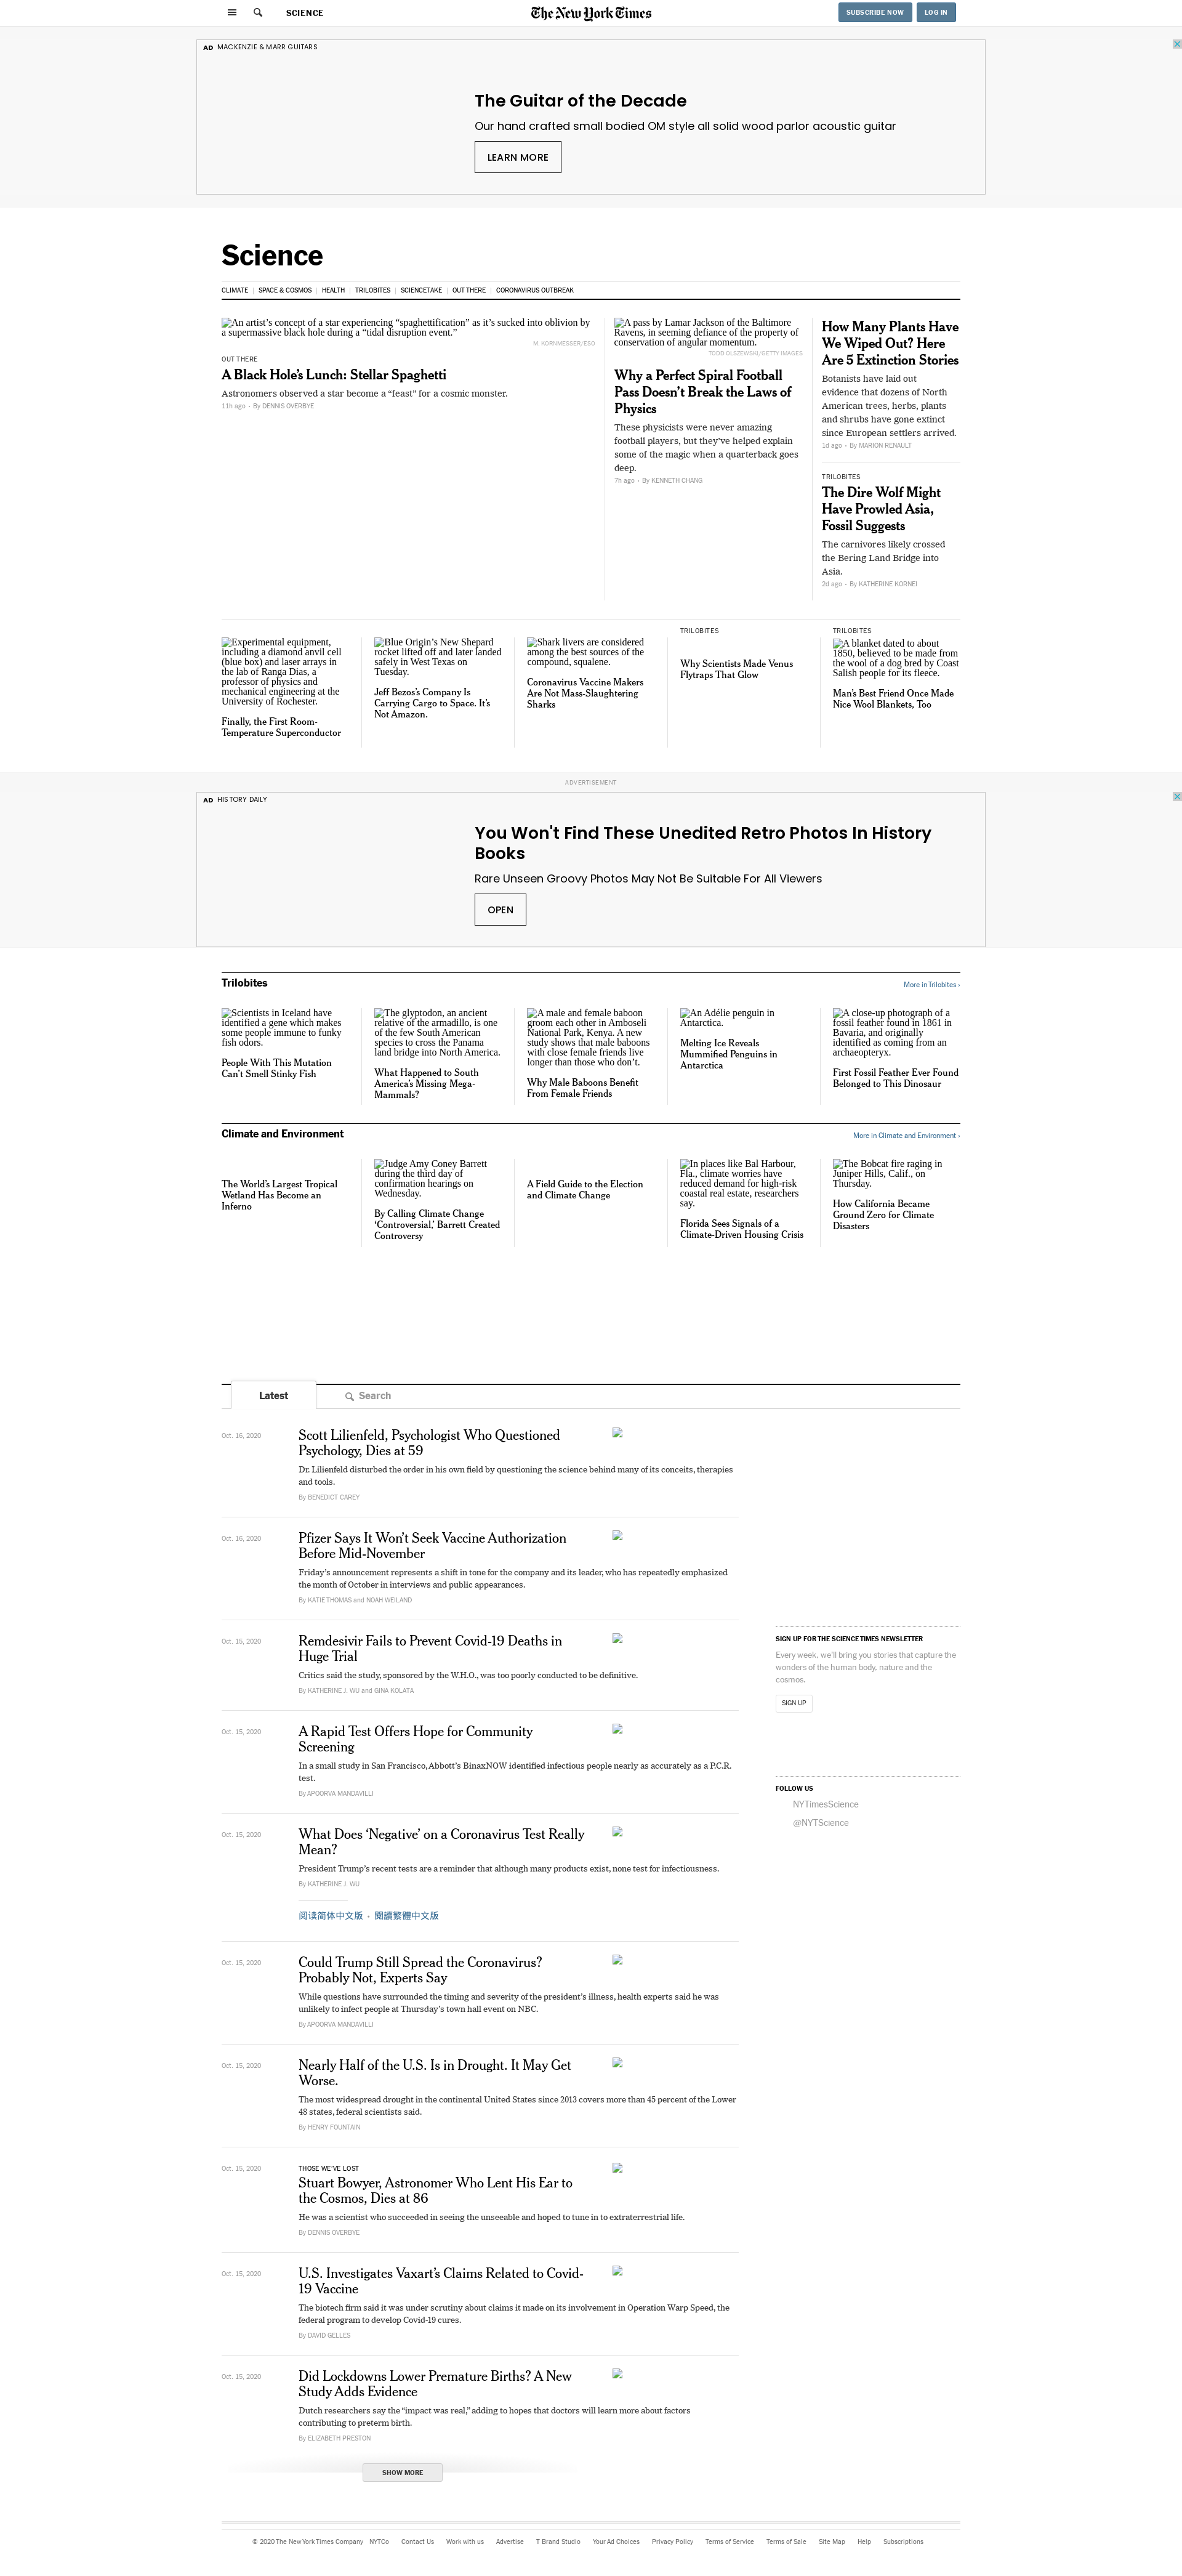 SCIENCE
The New York Times
SUBSCRIBE NOW
LOG IN
AD MACKENZIE & MARR GUITARS
The Guitar of the Decade
Our hand crafted small bodied OM style all solid wood parlor acoustic guitar
LEARN MORE
Science
CLIMATE
SPACE & COSMOS
HEALTH
TRILOBITES
SCIENCETAKE
OUT THERE
CORONAVIRUS OUTBREAK
An artist’s concept of a star experiencing “spaghettification” as it’s sucked into oblivion by
a supermassive black hole during a “tidal disruption event.”
M. KORNMESSER/ESO
OUT THERE
A Black Hole’s Lunch: Stellar Spaghetti
Astronomers observed a star become a “feast” for a cosmic monster.
11h ago • By DENNIS OVERBYE
A pass by Lamar Jackson of the Baltimore
Ravens, in seeming defiance of the property of
conservation of angular momentum.
TODD OLSZEWSKI/GETTY IMAGES
Why a Perfect Spiral Football
Pass Doesn’t Break the Laws of
Physics
These physicists were never amazing
football players, but they’ve helped explain
some of the magic when a quarterback goes
deep.
7h ago • By KENNETH CHANG
How Many Plants Have
We Wiped Out? Here
Are 5 Extinction Stories
Botanists have laid out
evidence that dozens of North
American trees, herbs, plants
and shrubs have gone extinct
since European settlers arrived.
1d ago • By MARION RENAULT
TRILOBITES
The Dire Wolf Might
Have Prowled Asia,
Fossil Suggests
The carnivores likely crossed
the Bering Land Bridge into
Asia.
2d ago • By KATHERINE KORNEI
Experimental equipment,
including a diamond anvil cell
(blue box) and laser arrays in
the lab of Ranga Dias, a
professor of physics and
mechanical engineering at the
University of Rochester.
Finally, the First Room-
Temperature Superconductor
Blue Origin’s New Shepard
rocket lifted off and later landed
safely in West Texas on
Tuesday.
Jeff Bezos’s Company Is
Carrying Cargo to Space. It’s
Not Amazon.
Shark livers are considered
among the best sources of the
compound, squalene.
Coronavirus Vaccine Makers
Are Not Mass-Slaughtering
Sharks
TRILOBITES
Why Scientists Made Venus
Flytraps That Glow
TRILOBITES
A blanket dated to about
1850, believed to be made from
the wool of a dog bred by Coast
Salish people for its fleece.
Man’s Best Friend Once Made
Nice Wool Blankets, Too
ADVERTISEMENT
AD HISTORY DAILY
You Won't Find These Unedited Retro Photos In History
Books
Rare Unseen Groovy Photos May Not Be Suitable For All Viewers
OPEN
Trilobites
More in Trilobites ›
Scientists in Iceland have
identified a gene which makes
some people immune to funky
fish odors.
People With This Mutation
Can’t Smell Stinky Fish
The glyptodon, an ancient
relative of the armadillo, is one
of the few South American
species to cross the Panama
land bridge into North America.
What Happened to South
America’s Missing Mega-
Mammals?
A male and female baboon
groom each other in Amboseli
National Park, Kenya. A new
study shows that male baboons
with close female friends live
longer than those who don’t.
Why Male Baboons Benefit
From Female Friends
An Adélie penguin in
Antarctica.
Melting Ice Reveals
Mummified Penguins in
Antarctica
A close-up photograph of a
fossil feather found in 1861 in
Bavaria, and originally
identified as coming from an
archaeopteryx.
First Fossil Feather Ever Found
Belonged to This Dinosaur
Climate and Environment
More in Climate and Environment ›
The World’s Largest Tropical
Wetland Has Become an
Inferno
Judge Amy Coney Barrett
during the third day of
confirmation hearings on
Wednesday.
By Calling Climate Change
‘Controversial,’ Barrett Created
Controversy
A Field Guide to the Election
and Climate Change
In places like Bal Harbour,
Fla., climate worries have
reduced demand for high-risk
coastal real estate, researchers
say.
Florida Sees Signals of a
Climate-Driven Housing Crisis
The Bobcat fire raging in
Juniper Hills, Calif., on
Thursday.
How California Became
Ground Zero for Climate
Disasters
Latest
Search
Oct. 16, 2020
Scott Lilienfeld, Psychologist Who Questioned
Psychology, Dies at 59
Dr. Lilienfeld disturbed the order in his own field by questioning the science behind many of its conceits, therapies
and tools.
By BENEDICT CAREY
Oct. 16, 2020
Pfizer Says It Won’t Seek Vaccine Authorization
Before Mid-November
Friday’s announcement represents a shift in tone for the company and its leader, who has repeatedly emphasized
the month of October in interviews and public appearances.
By KATIE THOMAS and NOAH WEILAND
Oct. 15, 2020
Remdesivir Fails to Prevent Covid-19 Deaths in
Huge Trial
Critics said the study, sponsored by the W.H.O., was too poorly conducted to be definitive.
By KATHERINE J. WU and GINA KOLATA
Oct. 15, 2020
A Rapid Test Offers Hope for Community
Screening
In a small study in San Francisco, Abbott’s BinaxNOW identified infectious people nearly as accurately as a P.C.R.
test.
By APOORVA MANDAVILLI
Oct. 15, 2020
What Does ‘Negative’ on a Coronavirus Test Really
Mean?
President Trump’s recent tests are a reminder that although many products exist, none test for infectiousness.
By KATHERINE J. WU
阅读简体中文版 • 閱讀繁體中文版
Oct. 15, 2020
Could Trump Still Spread the Coronavirus?
Probably Not, Experts Say
While questions have surrounded the timing and severity of the president’s illness, health experts said he was
unlikely to infect people at Thursday’s town hall event on NBC.
By APOORVA MANDAVILLI
Oct. 15, 2020
Nearly Half of the U.S. Is in Drought. It May Get
Worse.
The most widespread drought in the continental United States since 2013 covers more than 45 percent of the Lower
48 states, federal scientists said.
By HENRY FOUNTAIN
Oct. 15, 2020
THOSE WE’VE LOST
Stuart Bowyer, Astronomer Who Lent His Ear to
the Cosmos, Dies at 86
He was a scientist who succeeded in seeing the unseeable and hoped to tune in to extraterrestrial life.
By DENNIS OVERBYE
Oct. 15, 2020
U.S. Investigates Vaxart’s Claims Related to Covid-
19 Vaccine
The biotech firm said it was under scrutiny about claims it made on its involvement in Operation Warp Speed, the
federal program to develop Covid-19 cures.
By DAVID GELLES
Oct. 15, 2020
Did Lockdowns Lower Premature Births? A New
Study Adds Evidence
Dutch researchers say the “impact was real,” adding to hopes that doctors will learn more about factors
contributing to preterm birth.
By ELIZABETH PRESTON
SHOW MORE
SIGN UP FOR THE SCIENCE TIMES NEWSLETTER
Every week, we’ll bring you stories that capture the
wonders of the human body, nature and the
cosmos.
SIGN UP
FOLLOW US
NYTimesScience
@NYTScience
© 2020 The New York Times Company
NYTCo
Contact Us
Work with us
Advertise
T Brand Studio
Your Ad Choices
Privacy Policy
Terms of Service
Terms of Sale
Site Map
Help
Subscriptions